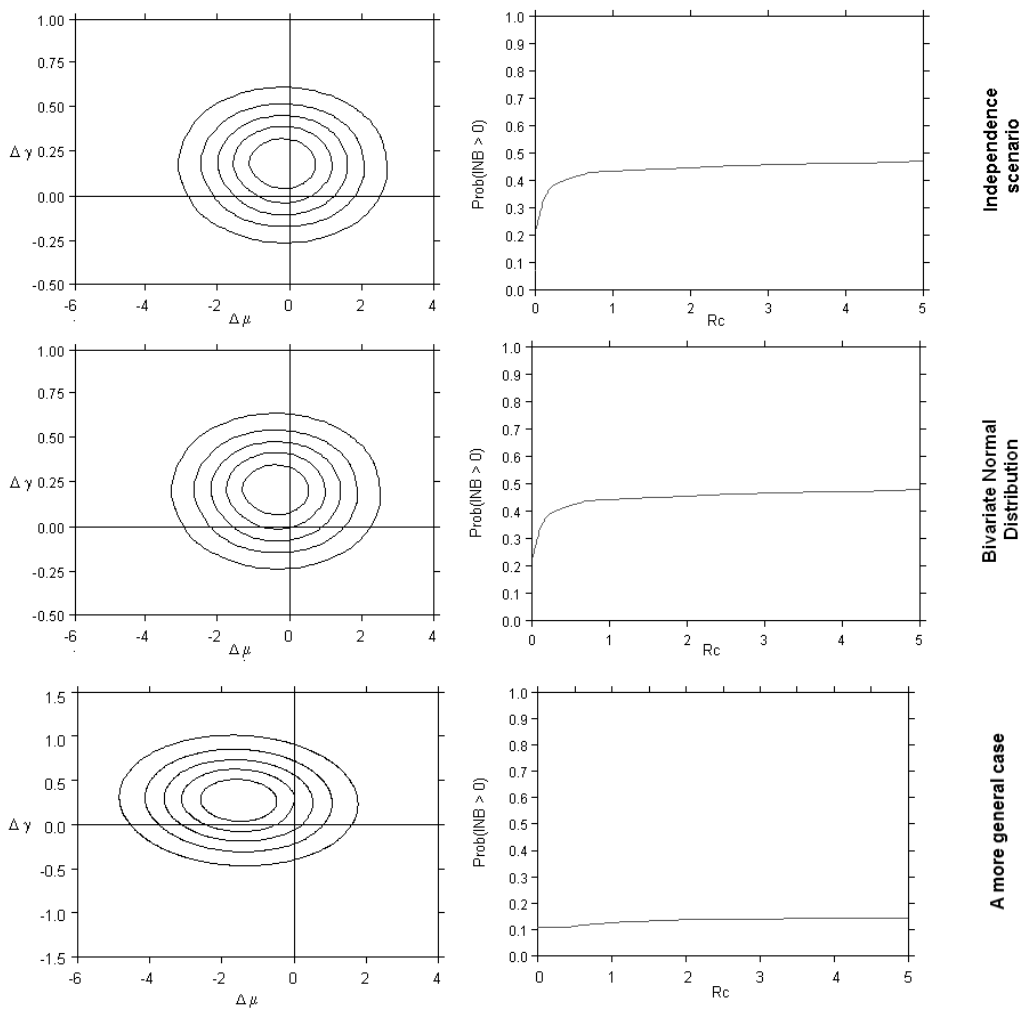 1.00
0.75
0.50
Δ γ 0.25
0.00
-0.25
-0.50
-6 -4 -2 0 2 4
Δ μ
1.0
0.9
0.8
0.7
0.6
0.5
0.4
0.3
0.2
0.1
0.0
Prob(INB > 0)
0 1 2 3 4 5
Rc
Independence
scenario
1.00
0.75
0.50
Δ γ 0.25
0.00
-0.25
-0.50
-6 -4 -2 0 2 4
Δ μ
1.0
0.9
0.8
0.7
0.6
0.5
0.4
0.3
0.2
0.1
0.0
Prob(INB > 0)
0 1 2 3 4 5
Rc
Bivariate Normal
Distribution
1.5
1.0
0.5
Δ γ 0.0
-0.5
-1.0
-1.5
-6 -4 -2 0 2 4
Δ μ
1.0
0.9
0.8
0.7
0.6
0.5
0.4
0.3
0.2
0.1
0.0
Prob(INB > 0)
0 1 2 3 4 5
Rc
A more general case